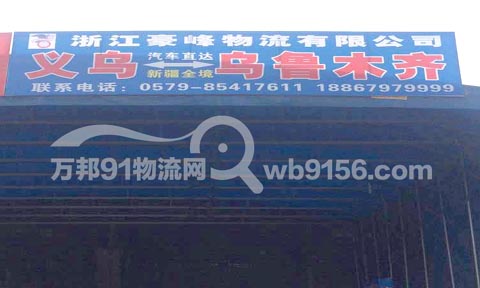 浙江豪峰物流有限公司
义乌 汽车直达 新疆全境 乌鲁木齐
联系电话：0579-85417611 18867979999
万邦91物流网 wb9156.com